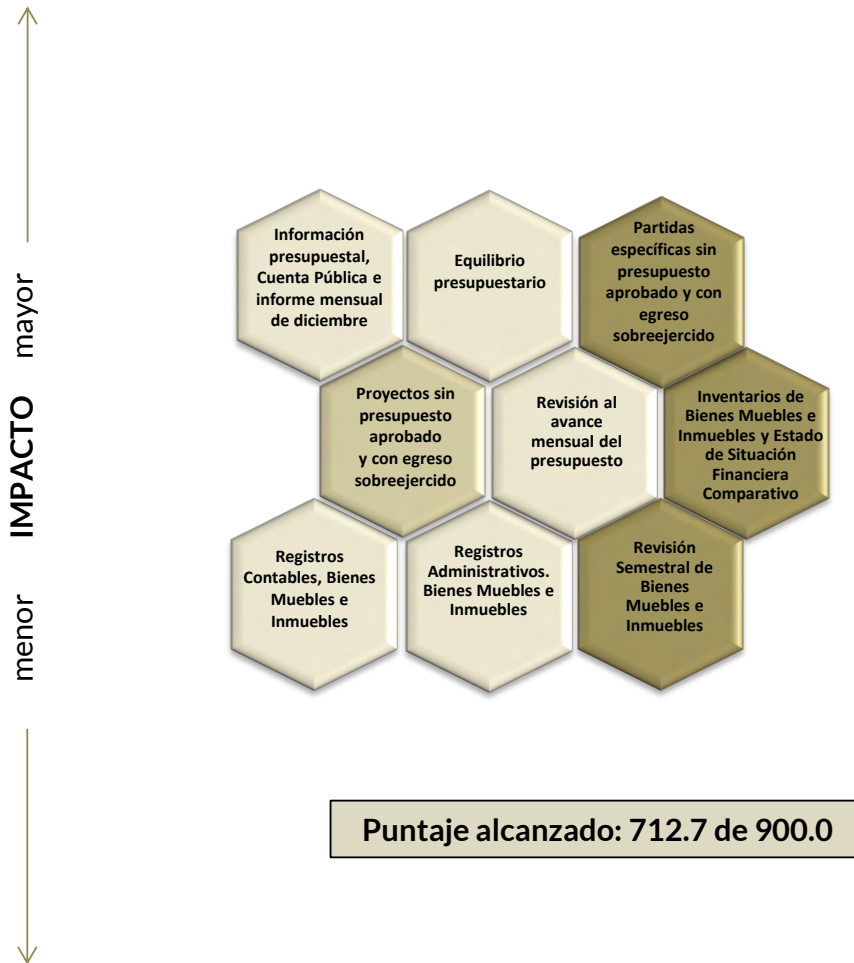 mayor
IMPACTO
menor
Información
presupuestal,
Cuenta Pública e
informe mensual
de diciembre
Equilibrio
presupuestario
Partidas
específicas sin
presupuesto
aprobado y con
egreso
sobreejercido
Proyectos sin
presupuesto
aprobado
y con egreso
sobreejercido
Revisión al
avance
mensual del
presupuesto
Inventarios de
Bienes Muebles e
Inmuebles y Estado
de Situación
Financiera
Comparativo
Registros
Contables, Bienes
Muebles e
Inmuebles
Registros
Administrativos.
Bienes Muebles e
Inmuebles
Revisión
Semestral de
Bienes
Muebles e
Inmuebles
Puntaje alcanzado: 712.7 de 900.0